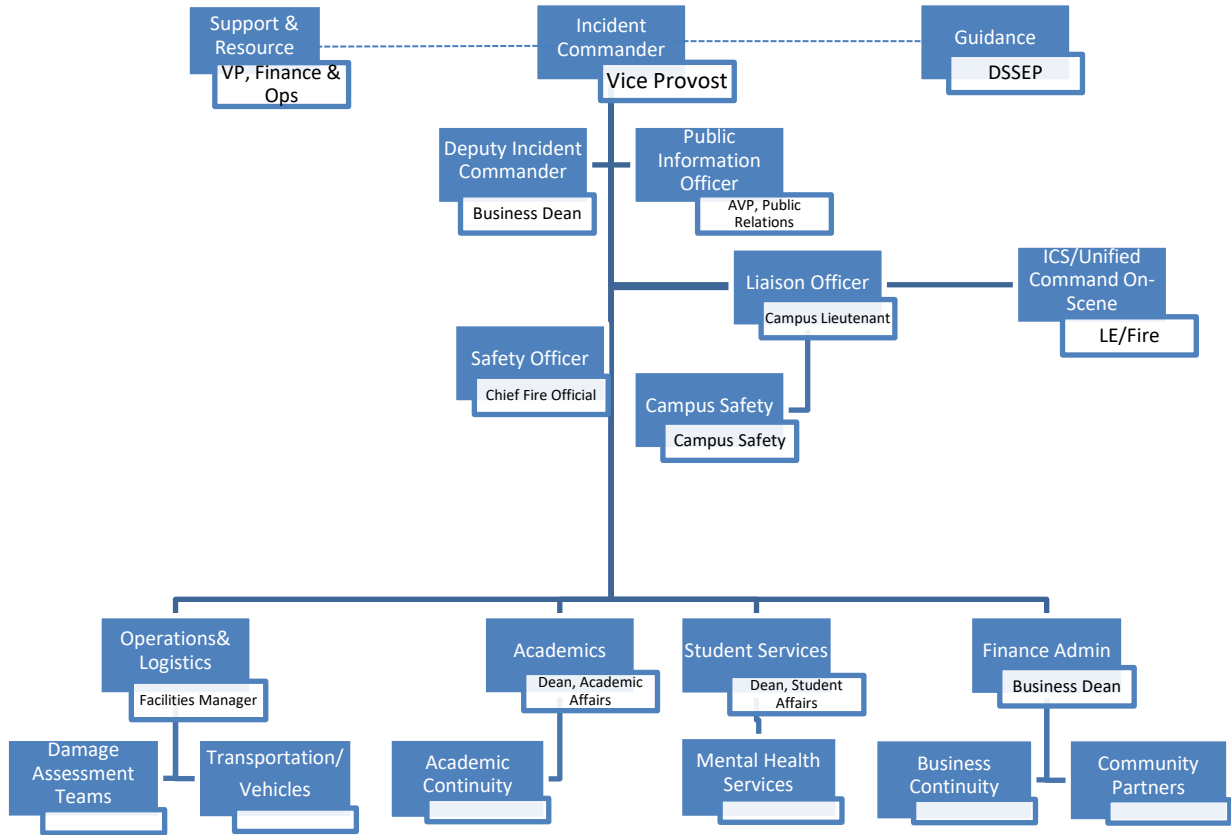 Support &
Resource
VP, Finance &
Ops
Incident
Commander
Vice Provost
Guidance
DSSEP
Deputy Incident
Commander
Business Dean
Public
Information
Officer
AVP, Public
Relations
Liaison Officer
Campus Lieutenant
ICS/Unified
Command On-
Scene
LE/Fire
Safety Officer
Chief Fire Official
Campus Safety
Campus Safety
Operations&
Logistics
Facilities Manager
Academics
Dean, Academic
Affairs
Student Services
Dean, Student
Affairs
Finance Admin
Business Dean
Damage
Assessment
Teams
Transportation/
Vehicles
Academic
Continuity
Mental Health
Services
Business
Continuity
Community
Partners